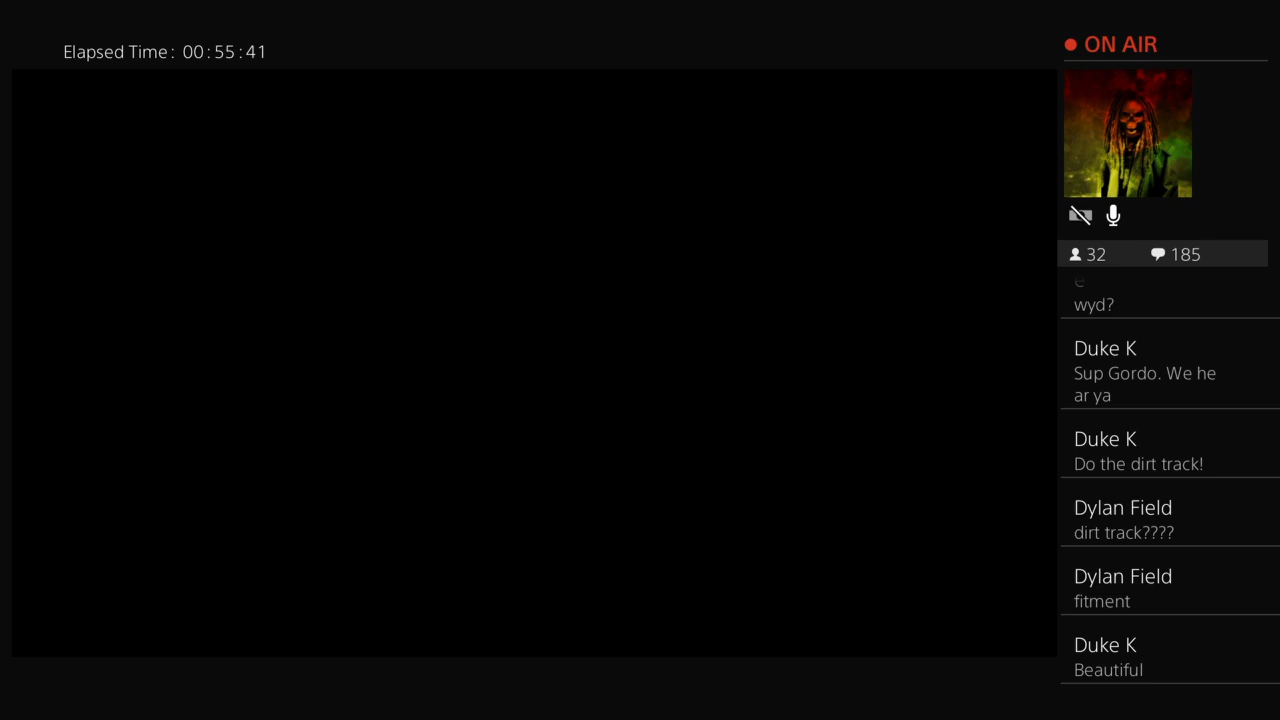 Elapsed Time: 00:55:41
ON AIR
32 185
e
wyd?
Duke K
Sup Gordo. We he
ar ya
Duke K
Do the dirt track!
Dylan Field
dirt track????
Dylan Field
fitment
Duke K
Beautiful